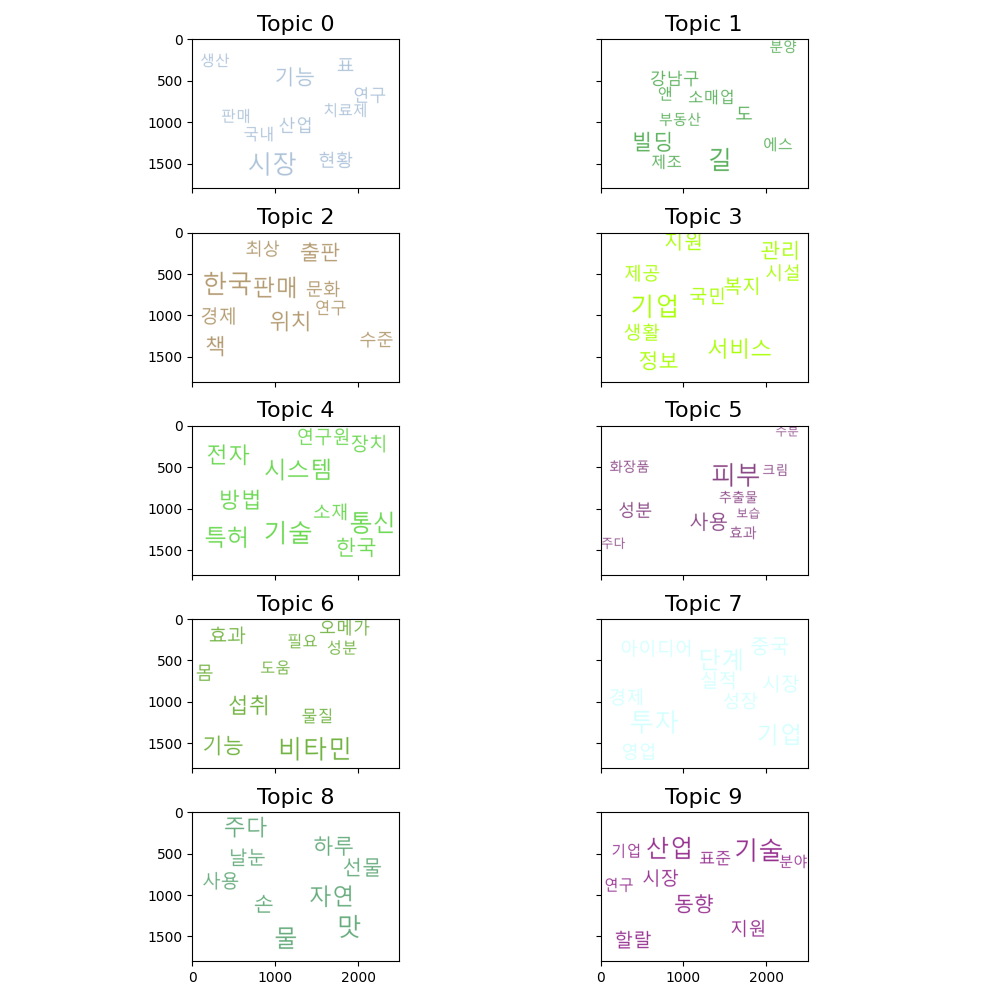 Topic 0
Topic 1
0
생산
표
기능
500
연구
치료제
판매
산업
1000
국내
시장
현황
1500
분양
강남구
앤
소매업
도
부동산
빌딩
에스
길
제조
Topic 2
Topic 3
0
최상
출판
한국
판매
500
문화
연구
경제
위치
1000
책
수준
1500
지원
관리
제공
시설
복지
국민
기업
생활
서비스
정보
Topic 4
Topic 5
0
연구원
장치
전자
500
시스템
방법
소재
1000
통신
특허
기술
한국
1500
수분
화장품
피부
크림
추출물
성분
보습
사용
효과
주다
Topic 6
Topic 7
0
오메가
효과
필요
성분
500
몸
도움
섭취
1000
물질
기능
비타민
1500
아이디어
중국
단계
실적
시장
경제
성장
투자
기업
영업
Topic 8
Topic 9
0
주다
하루
500
날눈
선물
사용
자연
1000
손
맛
물
1500
0
1000
2000
기업
산업
표준
기술
분야
연구
시장
동향
지원
할랄
0
1000
2000